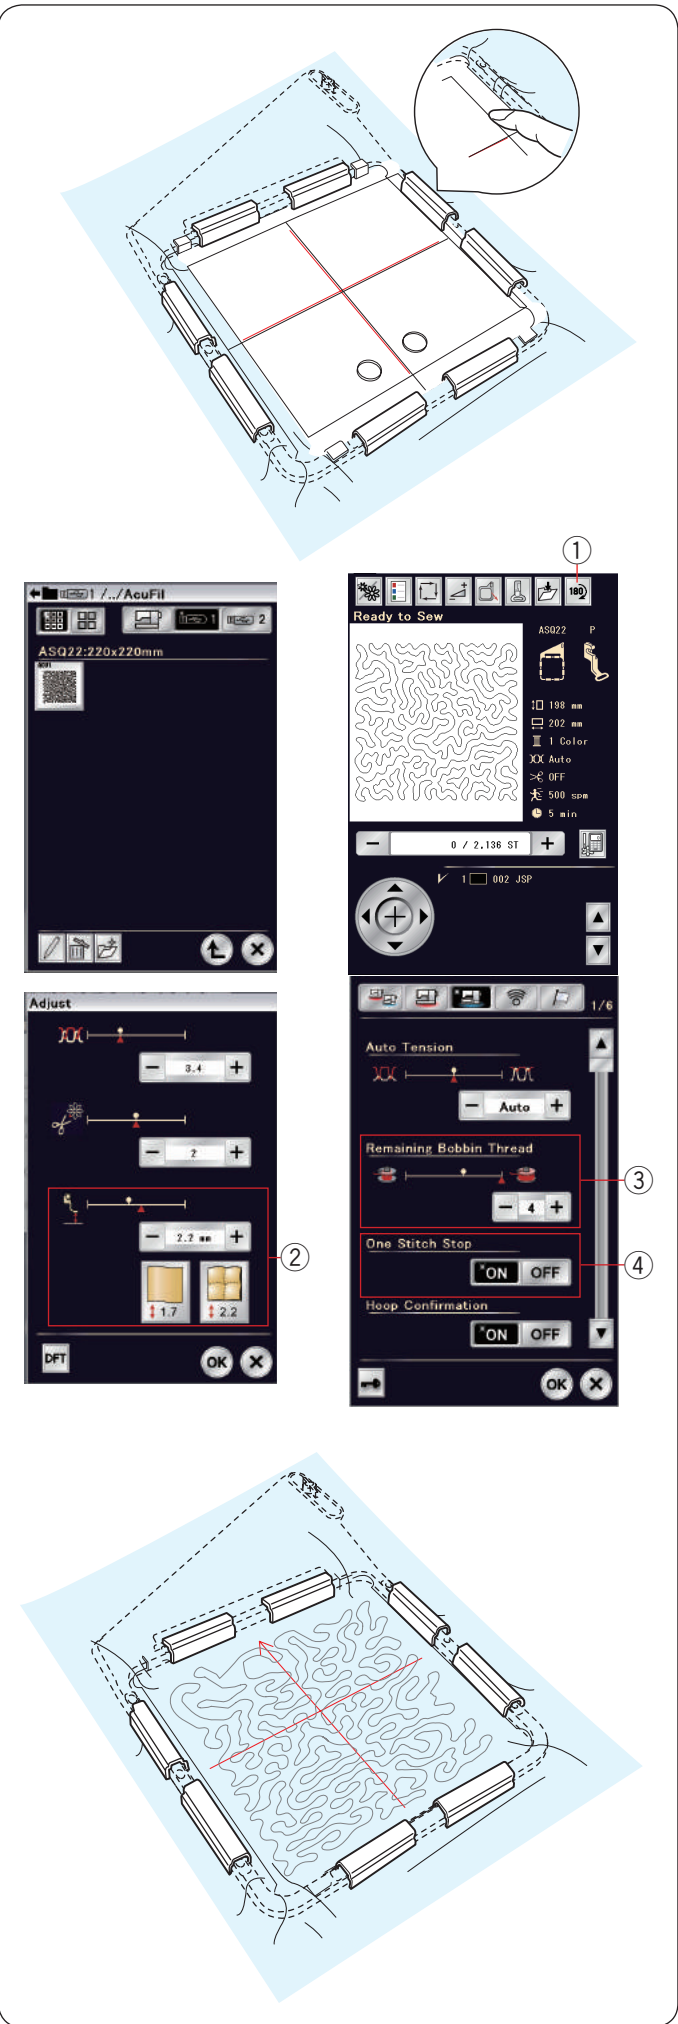 1 /../AcuFil
1 2
ASQ22:220x220mm
①
180
Ready to Sew
ASQ22 P
198 mm
202 mm
1 Color
Auto
OFF
500 spm
5 min
− 0 / 2.136 ST +
1 002 JSP
Adjust
− 3.4 +
− 2 +
− 2.2 mm +
1.7 2.2
②
DFT OK
1/6
Auto Tension
− Auto +
Remaining Bobbin Thread
− 4 +
③
One Stitch Stop
ON OFF
④
Hoop Confirmation
ON OFF
OK